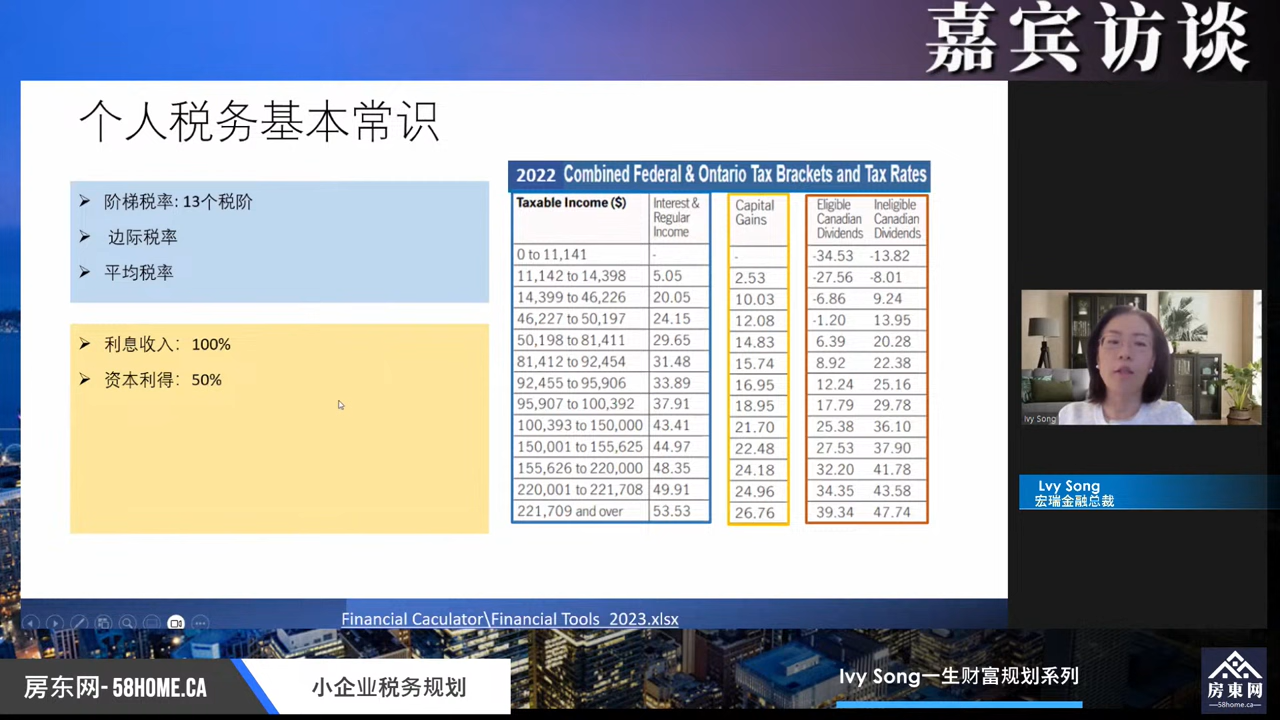 嘉宾访谈
个人税务基本常识
阶梯税率: 13个税阶
边际税率
平均税率
利息收入：100%
资本利得：50%
2022 Combined Federal & Ontario Tax Brackets and Tax Rates
Taxable Income ($) Interest & Regular Income Capital Gains Eligible Canadian Dividends Ineligible Canadian Dividends
0 to 11,141 - - -34.53 -13.82
11,142 to 14,398 5.05 2.53 -27.56 -8.01
14,399 to 46,226 20.05 10.03 -6.86 9.24
46,227 to 50,197 24.15 12.08 -1.20 13.95
50,198 to 81,411 29.65 14.83 6.39 20.28
81,412 to 92,454 31.48 15.74 8.92 22.38
92,455 to 95,906 33.89 16.95 12.24 25.16
95,907 to 100,392 37.91 18.95 17.79 29.78
100,393 to 150,000 43.41 21.70 25.38 36.10
150,001 to 155,625 44.97 22.48 27.53 37.90
155,626 to 220,000 48.35 24.18 32.20 41.78
220,001 to 221,708 49.91 24.96 34.35 43.58
221,709 and over 53.53 26.76 39.34 47.74
Ivy Song
Lvy Song
宏瑞金融总裁
Financial Caculator\Financial Tools 2023.xlsx
房东网- 58HOME.CA
小企业税务规划
Ivy Song一生财富规划系列
房東网
58home.ca